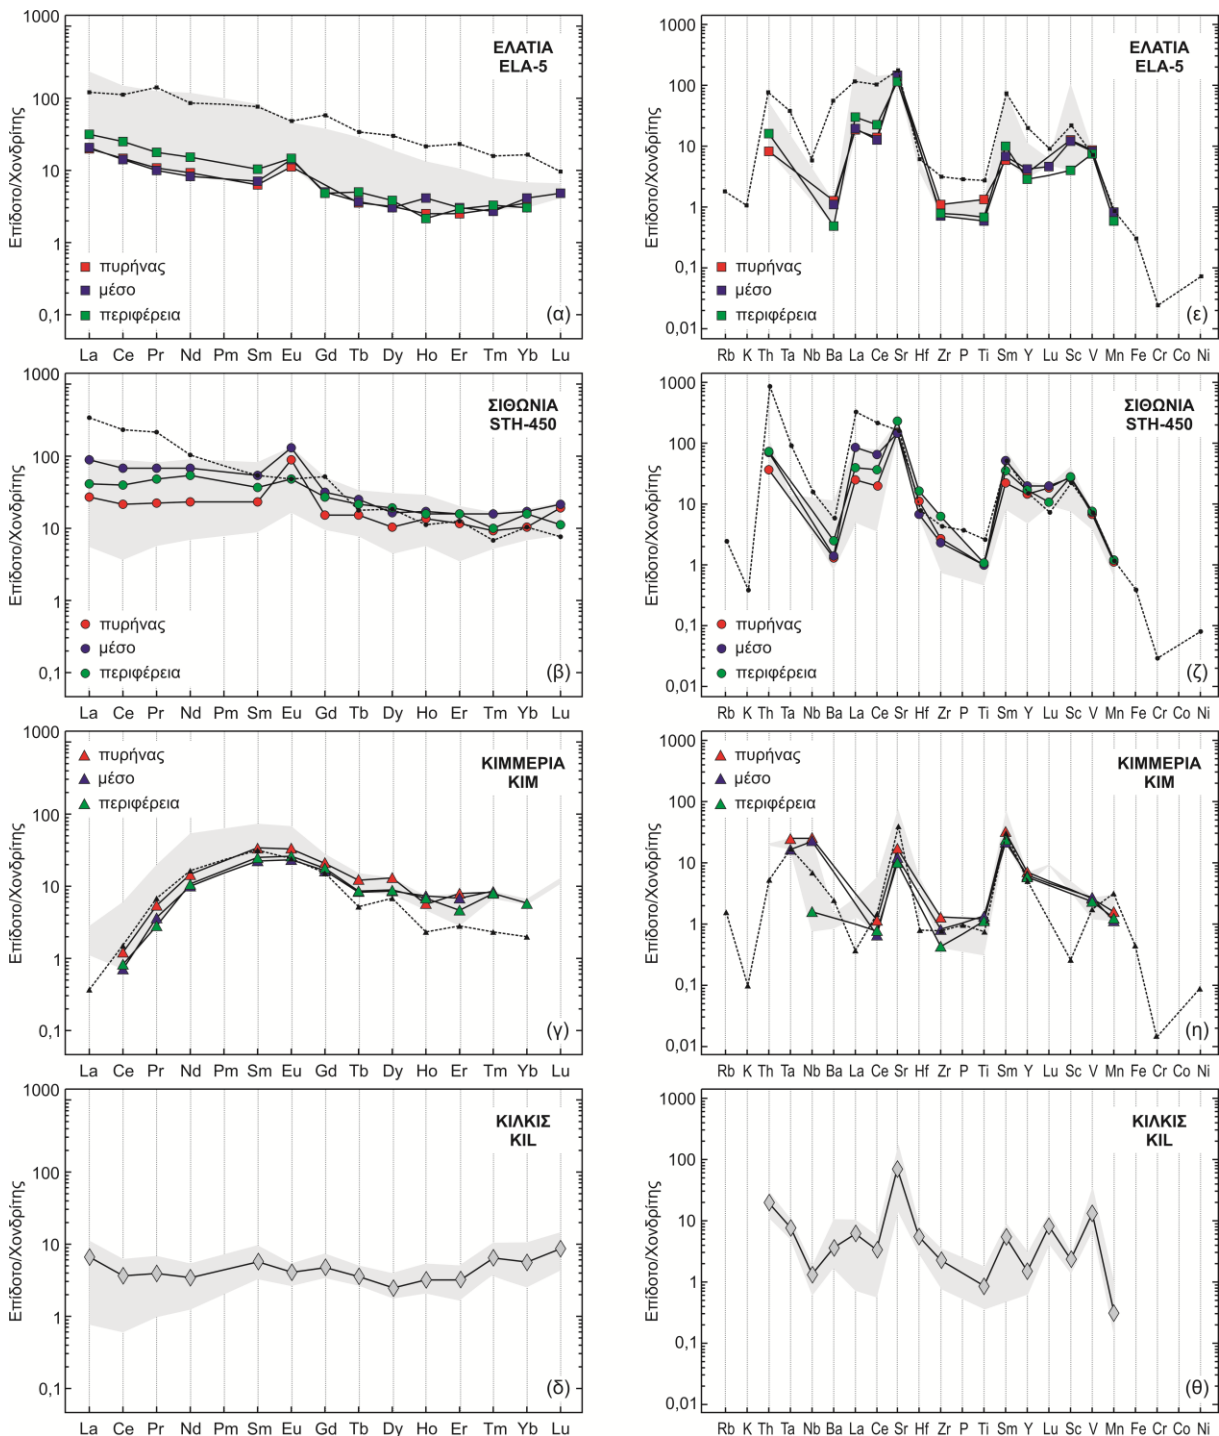 Επίδοτο/Χονδρίτης
1000
100
10
1
0,1
ΕΛΑΤΙΑ
ELA-5
πυρήνας
μέσο
περιφέρεια
(α)
La Ce Pr Nd Pm Sm Eu Gd Tb Dy Ho Er Tm Yb Lu
Επίδοτο/Χονδρίτης
1000
100
10
1
0,1
0,01
ΕΛΑΤΙΑ
ELA-5
πυρήνας
μέσο
περιφέρεια
(ε)
Rb K Th Ta Nb Ba La Ce Sr Hf Zr P Ti Sm Y Lu Sc V Mn Fe Cr Co Ni
Επίδοτο/Χονδρίτης
1000
100
10
1
0,1
ΣΙΘΩΝΙΑ
STH-450
πυρήνας
μέσο
περιφέρεια
(β)
La Ce Pr Nd Pm Sm Eu Gd Tb Dy Ho Er Tm Yb Lu
Επίδοτο/Χονδρίτης
1000
100
10
1
0,1
0,01
ΣΙΘΩΝΙΑ
STH-450
πυρήνας
μέσο
περιφέρεια
(ζ)
Rb K Th Ta Nb Ba La Ce Sr Hf Zr P Ti Sm Y Lu Sc V Mn Fe Cr Co Ni
Επίδοτο/Χονδρίτης
1000
100
10
1
0,1
πυρήνας
μέσο
περιφέρεια
ΚΙΜΜΕΡΙΑ
KIM
(γ)
La Ce Pr Nd Pm Sm Eu Gd Tb Dy Ho Er Tm Yb Lu
Επίδοτο/Χονδρίτης
1000
100
10
1
0,1
0,01
πυρήνας
μέσο
περιφέρεια
ΚΙΜΜΕΡΙΑ
KIM
(η)
Rb K Th Ta Nb Ba La Ce Sr Hf Zr P Ti Sm Y Lu Sc V Mn Fe Cr Co Ni
Επίδοτο/Χονδρίτης
1000
100
10
1
0,1
ΚΙΛΚΙΣ
KIL
(δ)
La Ce Pr Nd Pm Sm Eu Gd Tb Dy Ho Er Tm Yb Lu
Επίδοτο/Χονδρίτης
1000
100
10
1
0,1
0,01
ΚΙΛΚΙΣ
KIL
(θ)
Rb K Th Ta Nb Ba La Ce Sr Hf Zr P Ti Sm Y Lu Sc V Mn Fe Cr Co Ni